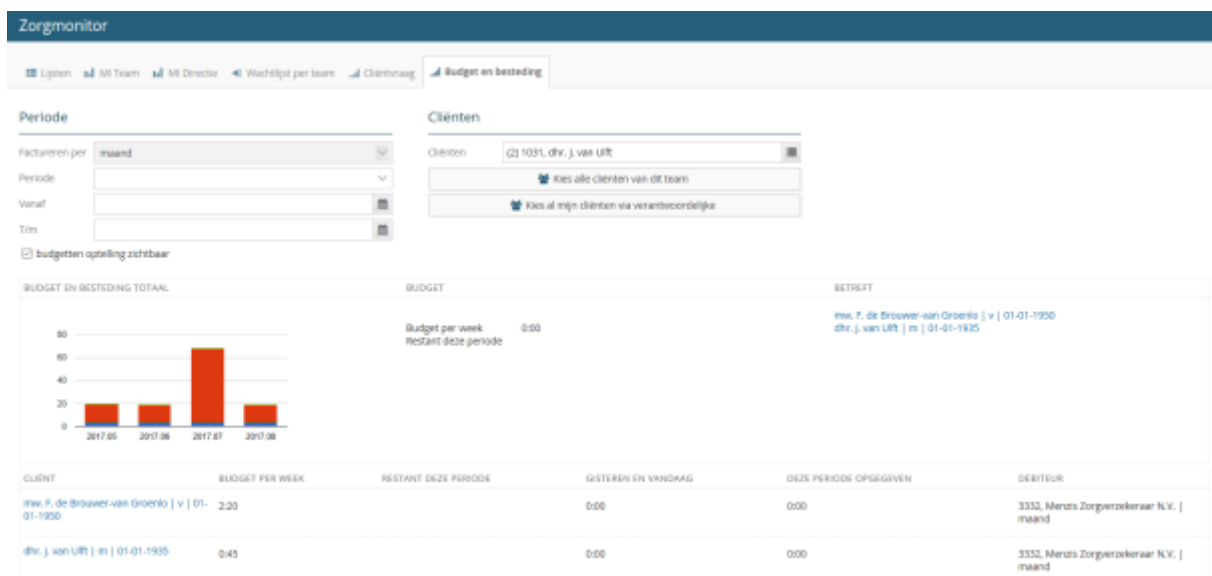 Zorgmonitor
Lijsten MI Team MI Directie Wachtlijst per team Cliëntvraag Budget en besteding
Periode Cliënten
Factureren per maand Cliënten (2) 1031, dhr. J. van Ulft
Periode Kies alle cliënten van dit team
Vanaf Kies al mijn cliënten via verantwoordelijke
T/m
budgetten optelling zichtbaar
BUDGET EN BESTEDING TOTAAL BUDGET BETREFT
mw. F. de Brouwer-van Groenlo | v | 01-01-1950
Budget per week 0:00 dhr. J. van Ulft | m | 01-01-1935
Restant deze periode
80
60
40
20
0
2017.05 2017.06 2017.07 2017.08
CLIËNT BUDGET PER WEEK RESTANT DEZE PERIODE GISTEREN EN VANDAAG DEZE PERIODE OPGEGEVEN DEBITEUR
mw. F. de Brouwer-van Groenlo | v | 01- 2:20 0:00 0:00 3332, Menzis Zorgverzekeraar N.V. |
01-1950 maand
dhr. J. van Ulft | m | 01-01-1935 0:45 0:00 0:00 3332, Menzis Zorgverzekeraar N.V. |
maand